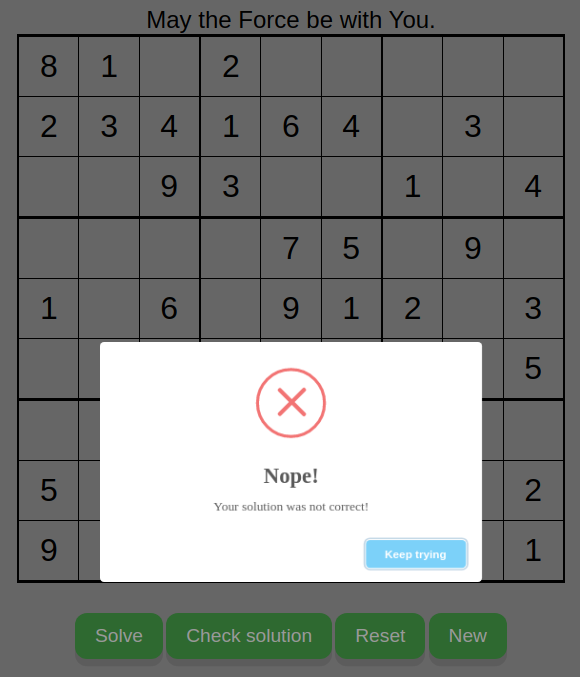 May the Force be with You.
8 1 2
2 3 4 1 6 4 3
9 3 1 4
7 5 9
1 6 9 1 2 3
5
Nope!
5 2
Your solution was not correct!
9 Keep trying 1
Solve Check solution Reset New